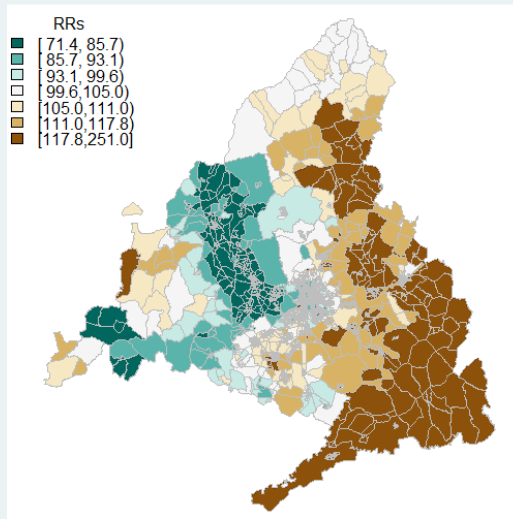 RRs
[ 71.4, 85.7)
[ 85.7, 93.1)
[ 93.1, 99.6)
[ 99.6,105.0)
[105.0,111.0)
[111.0,117.8)
[117.8,251.0]